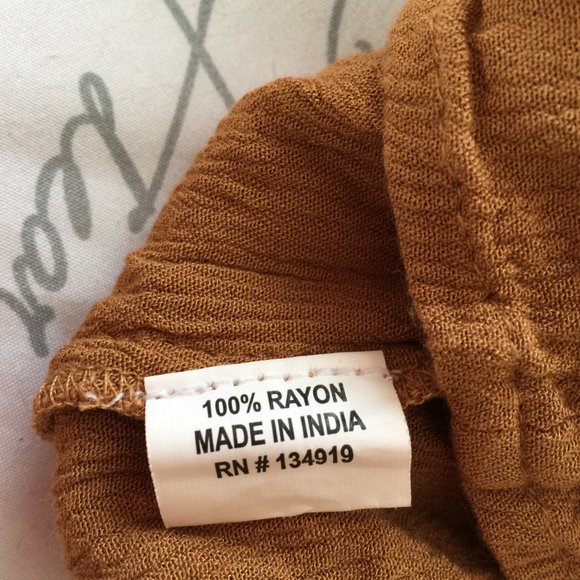 100% RAYON
MADE IN INDIA
RN # 134919